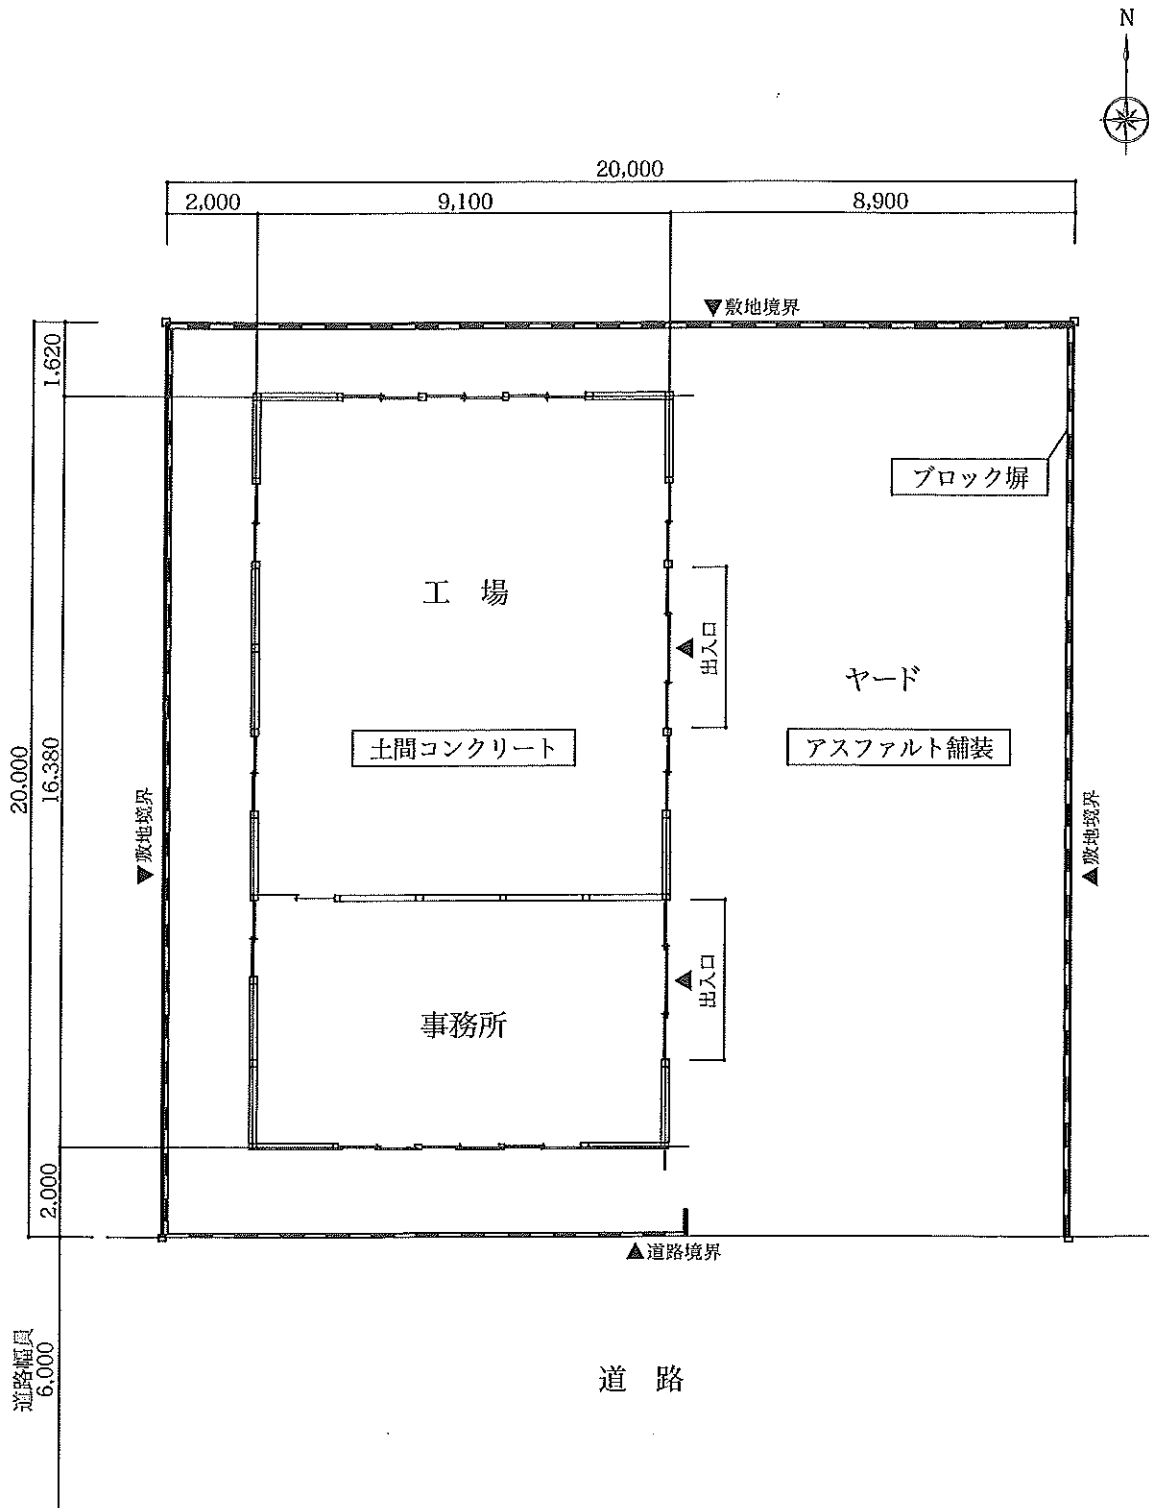 N
20,000
2,000
9,100
8,900
▼敷地境界
1,620
ブロック塀
工 場
出入口
ヤード
土間コンクリート
アスファルト舗装
20,000
16,380
▼敷地境界
▲敷地境界
出入口
事務所
2,000
▲道路境界
道路幅員
6,000
道 路